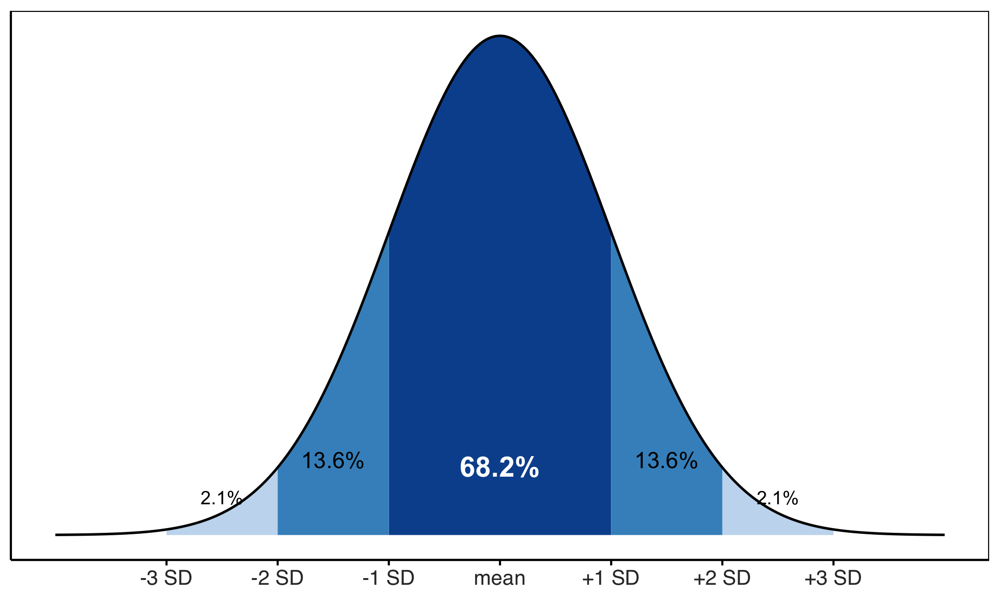 13.6%
68.2%
13.6%
2.1%
2.1%
-3 SD
-2 SD
-1 SD
mean
+1 SD
+2 SD
+3 SD